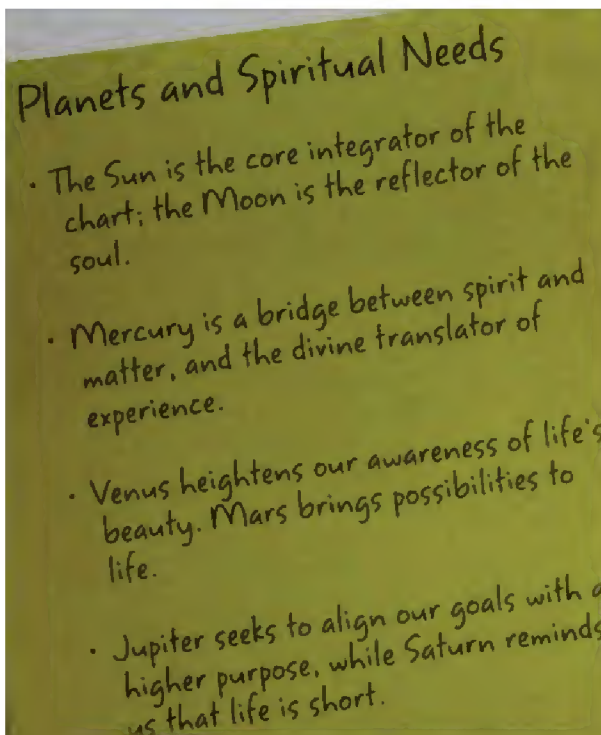 Planets and Spiritual Needs
· The Sun is the core integrator of the
chart; the Moon is the reflector of the
soul.
· Mercury is a bridge between spirit and
matter, and the divine translator of
experience.
· Venus heightens our awareness of life's
beauty. Mars brings possibilities to
life.
· Jupiter seeks to align our goals with a
higher purpose, while Saturn reminds
us that life is short.